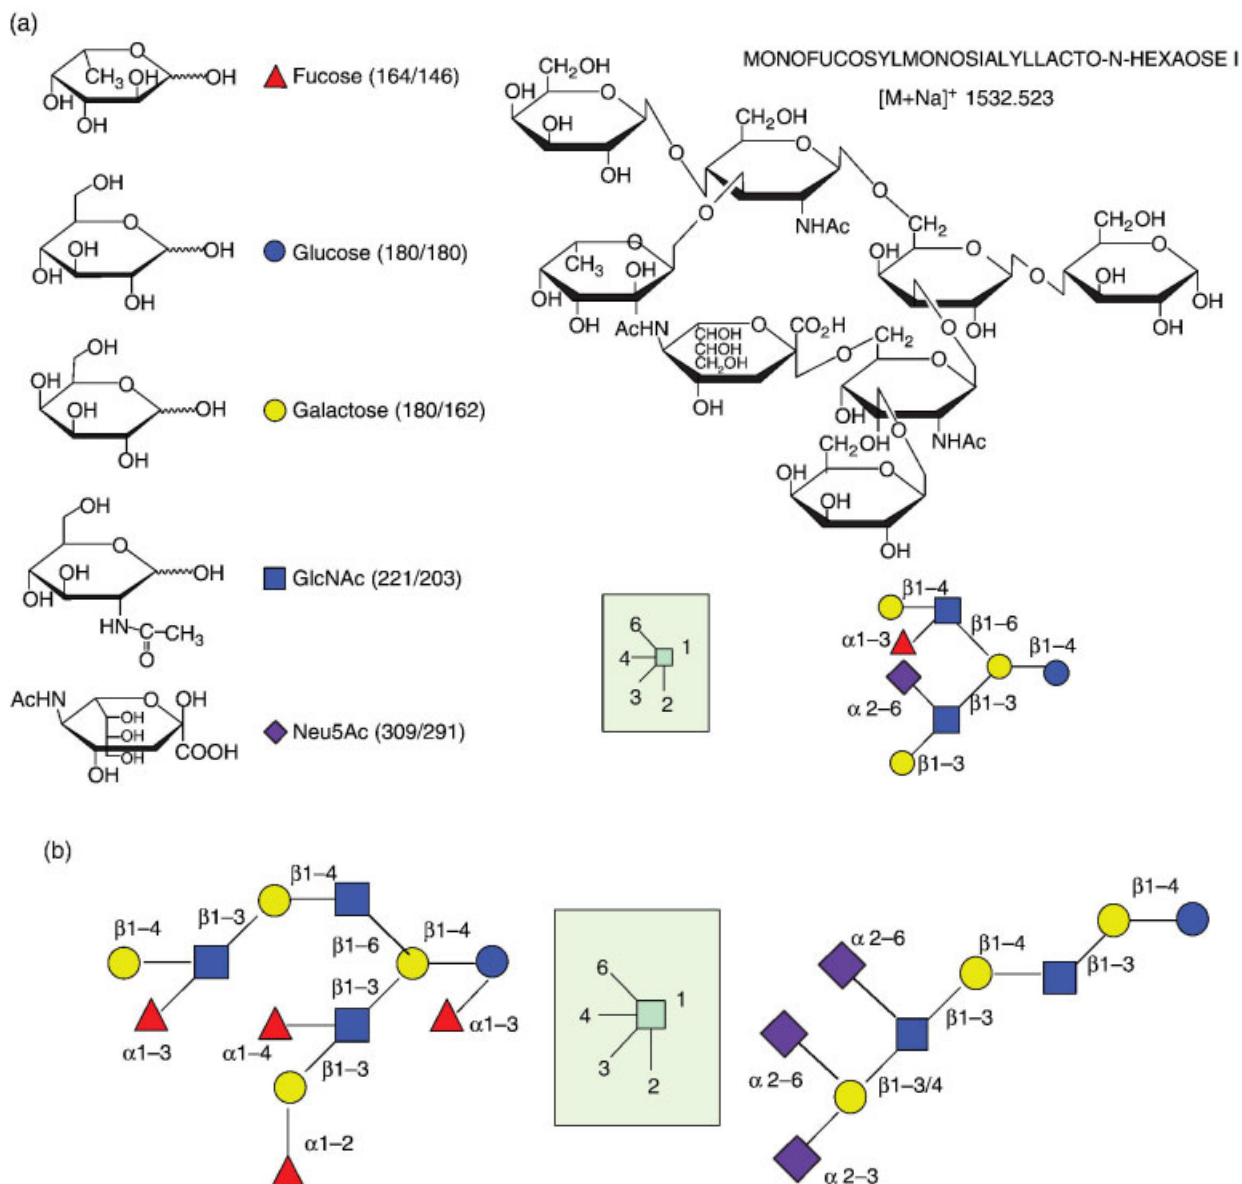 (a)
O
CH3
OH
OH
OH
OH
Fucose (164/146)
MONOFUCOSYLMONOSIALYLLACTO-N-HEXAOSE I
[M+Na]+ 1532.523
OH
O
OH
OH
OH
OH
Glucose (180/180)
OH
OH
O
OH
OH
OH
Galactose (180/162)
OH
O
OH
OH
OH
HN
C
CH3
O
GlcNAc (221/203)
AcHN
O
OH
OH
OH
OH
COOH
OH
Neu5Ac (309/291)
CH2OH
OH
O
OH
OH
O
CH2OH
O
O
NHAc
O
O
CH3
OH
OH
OH
CH2
OH
O
OH
O
O
CH2OH
O
OH
OH
OH
AcHN
CHOH
CHOH
CH2OH
O
CO2H
OH
O
CH2
O
OH
OH
NHAc
O
CH2OH
OH
O
OH
OH
6
4
3
2
1
β1–4
α1–3
β1–6
β1–4
α 2–6
β1–3
β1–3
(b)
β1–4
β1–3
β1–4
β1–6
β1–4
β1–3
α1–3
α1–4
α1–3
β1–3
α1–2
6
4
3
2
1
β1–4
α 2–6
β1–4
β1–3
β1–3
α 2–6
β1–3/4
α 2–3